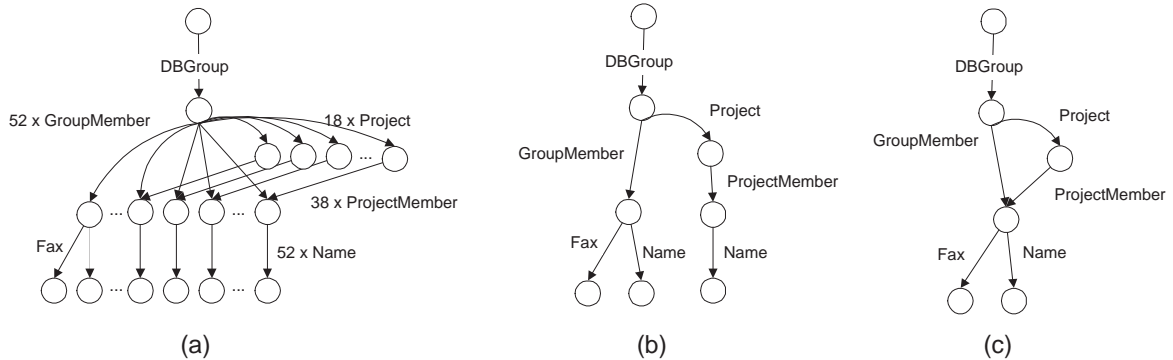 DBGroup
52 x GroupMember
18 x Project
...
...
...
...
38 x ProjectMember
Fax
52 x Name
...
...
...
(a)
DBGroup
Project
GroupMember
ProjectMember
Fax
Name
Name
(b)
DBGroup
Project
GroupMember
ProjectMember
Fax
Name
(c)